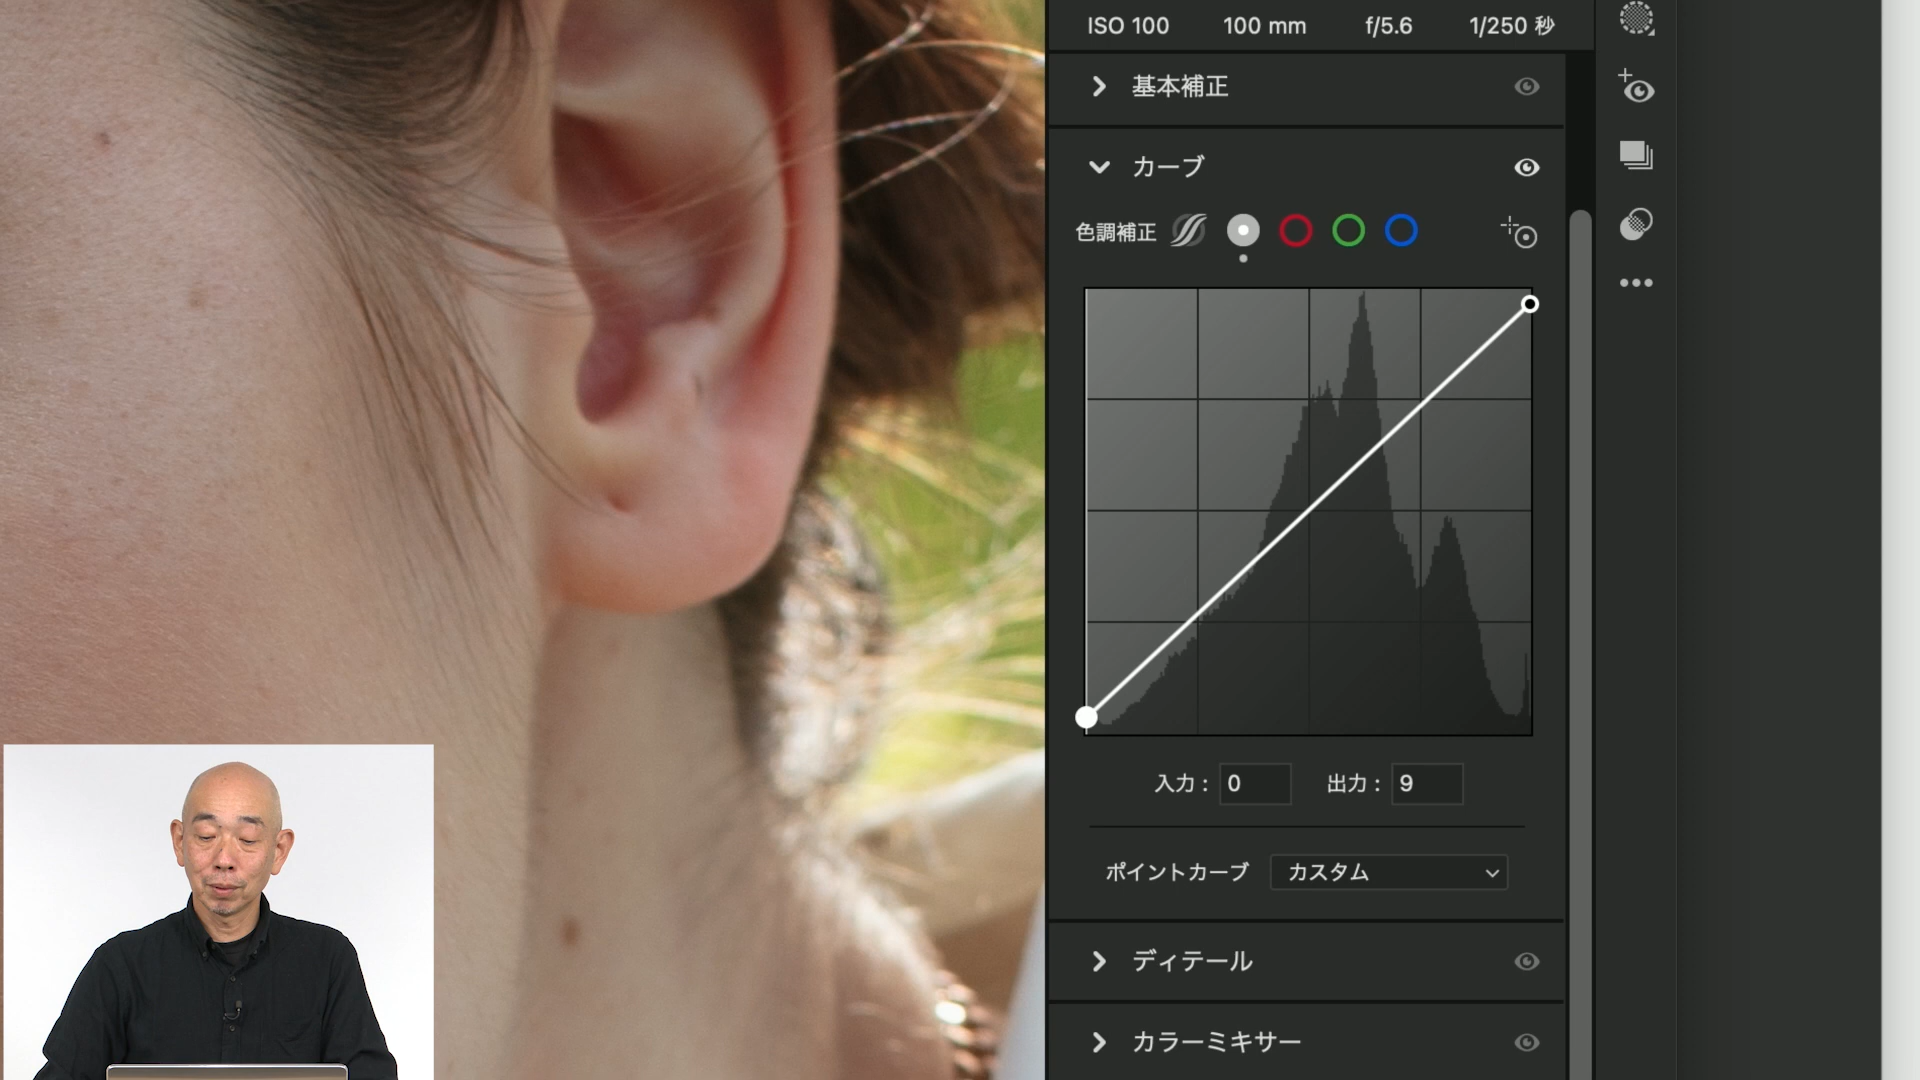 ISO 100 100 mm f/5.6 1/250 秒
基本補正
カーブ
色調補正
入力： 0 出力： 9
ポイントカーブ カスタム
ディテール
カラーミキサー